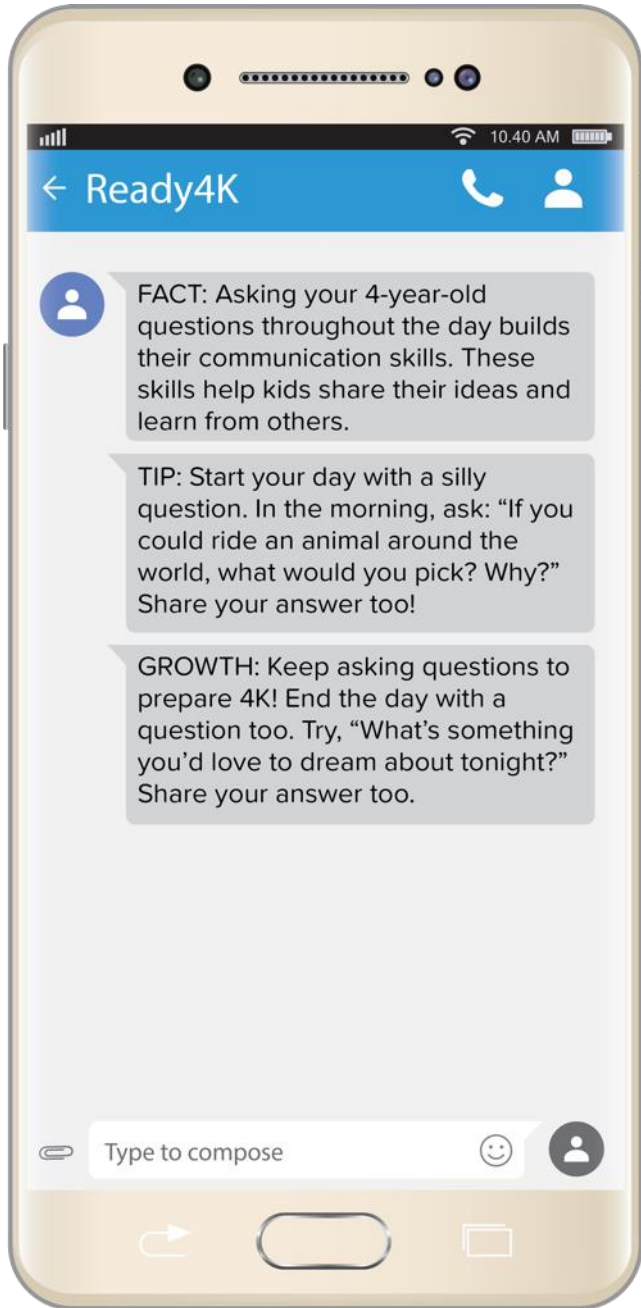 10.40 AM
Ready4K
FACT: Asking your 4-year-old
questions throughout the day builds
their communication skills. These
skills help kids share their ideas and
learn from others.
TIP: Start your day with a silly
question. In the morning, ask: “If you
could ride an animal around the
world, what would you pick? Why?”
Share your answer too!
GROWTH: Keep asking questions to
prepare 4K! End the day with a
question too. Try, “What’s something
you’d love to dream about tonight?”
Share your answer too.
Type to compose